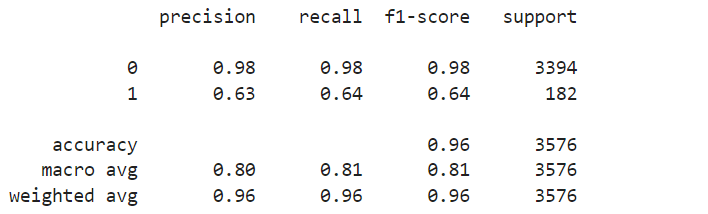 precision recall f1-score support
0 0.98 0.98 0.98 3394
1 0.63 0.64 0.64 182
accuracy 0.96 3576
macro avg 0.80 0.81 0.81 3576
weighted avg 0.96 0.96 0.96 3576